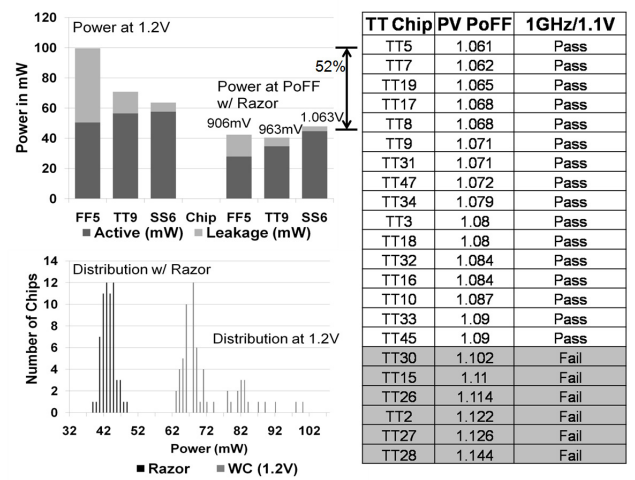 120
100
80
60
40
20
0
Power in mW
Power at 1.2V
52%
Power at PoFF
w/ Razor
906mV
963mV
1.063V
FF5 TT9 SS6 Chip FF5 TT9 SS6
Active (mW) Leakage (mW)
14
12
10
8
6
4
2
0
Number of Chips
Distribution w/ Razor
Distribution at 1.2V
32 42 52 62 72 82 92 102
Power (mW)
Razor WC (1.2V)
TT Chip PV PoFF 1GHz/1.1V
TT5 1.061 Pass
TT7 1.062 Pass
TT19 1.065 Pass
TT17 1.068 Pass
TT8 1.068 Pass
TT9 1.071 Pass
TT31 1.071 Pass
TT47 1.072 Pass
TT34 1.079 Pass
TT3 1.08 Pass
TT18 1.08 Pass
TT32 1.084 Pass
TT16 1.084 Pass
TT10 1.087 Pass
TT33 1.09 Pass
TT45 1.09 Pass
TT30 1.102 Fail
TT15 1.11 Fail
TT26 1.114 Fail
TT2 1.122 Fail
TT27 1.126 Fail
TT28 1.144 Fail